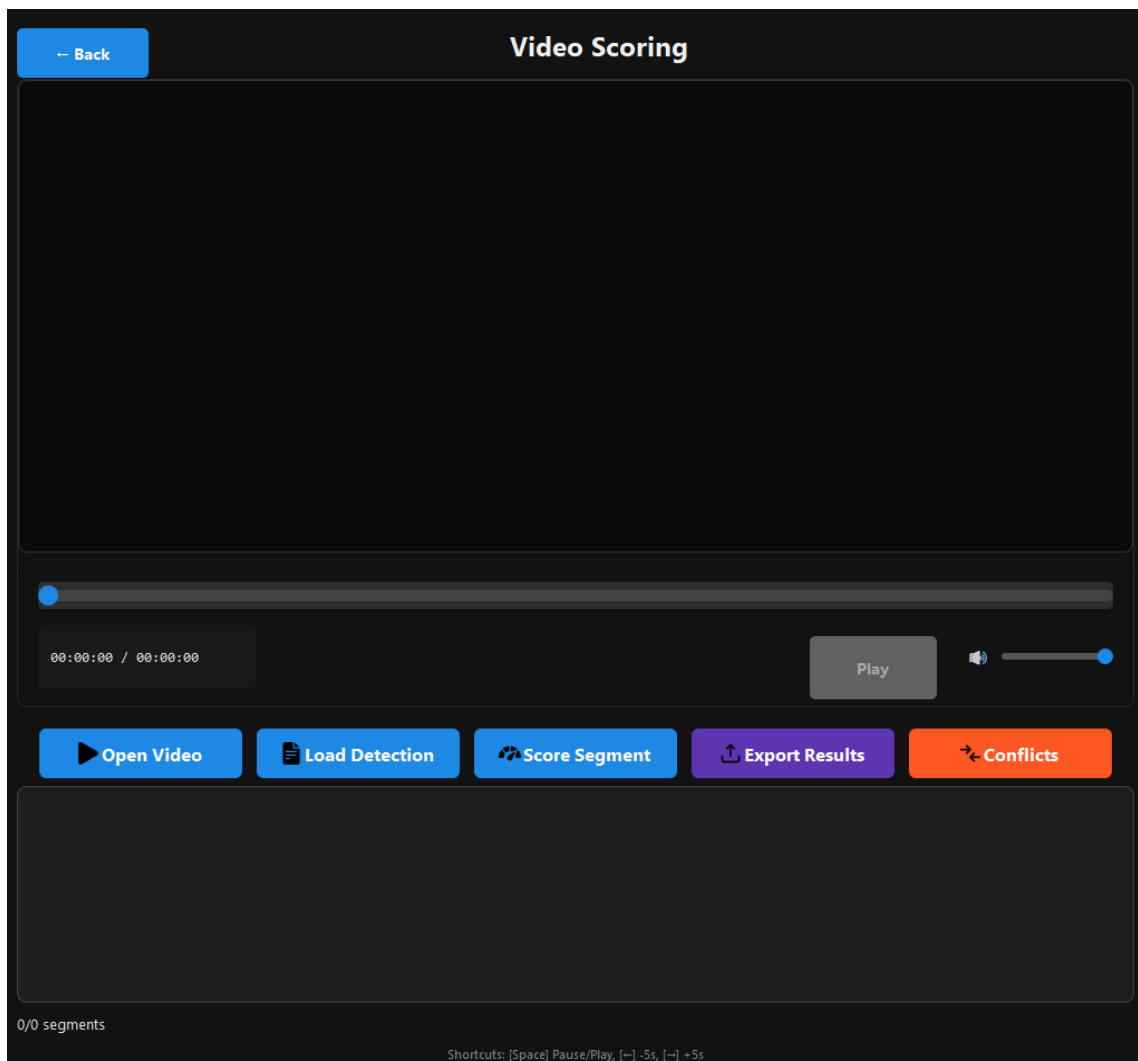 ← Back
Video Scoring
00:00:00 / 00:00:00
Play
Open Video
Load Detection
Score Segment
Export Results
Conflicts
0/0 segments
Shortcuts: [Space] Pause/Play, [←] -5s, [→] +5s